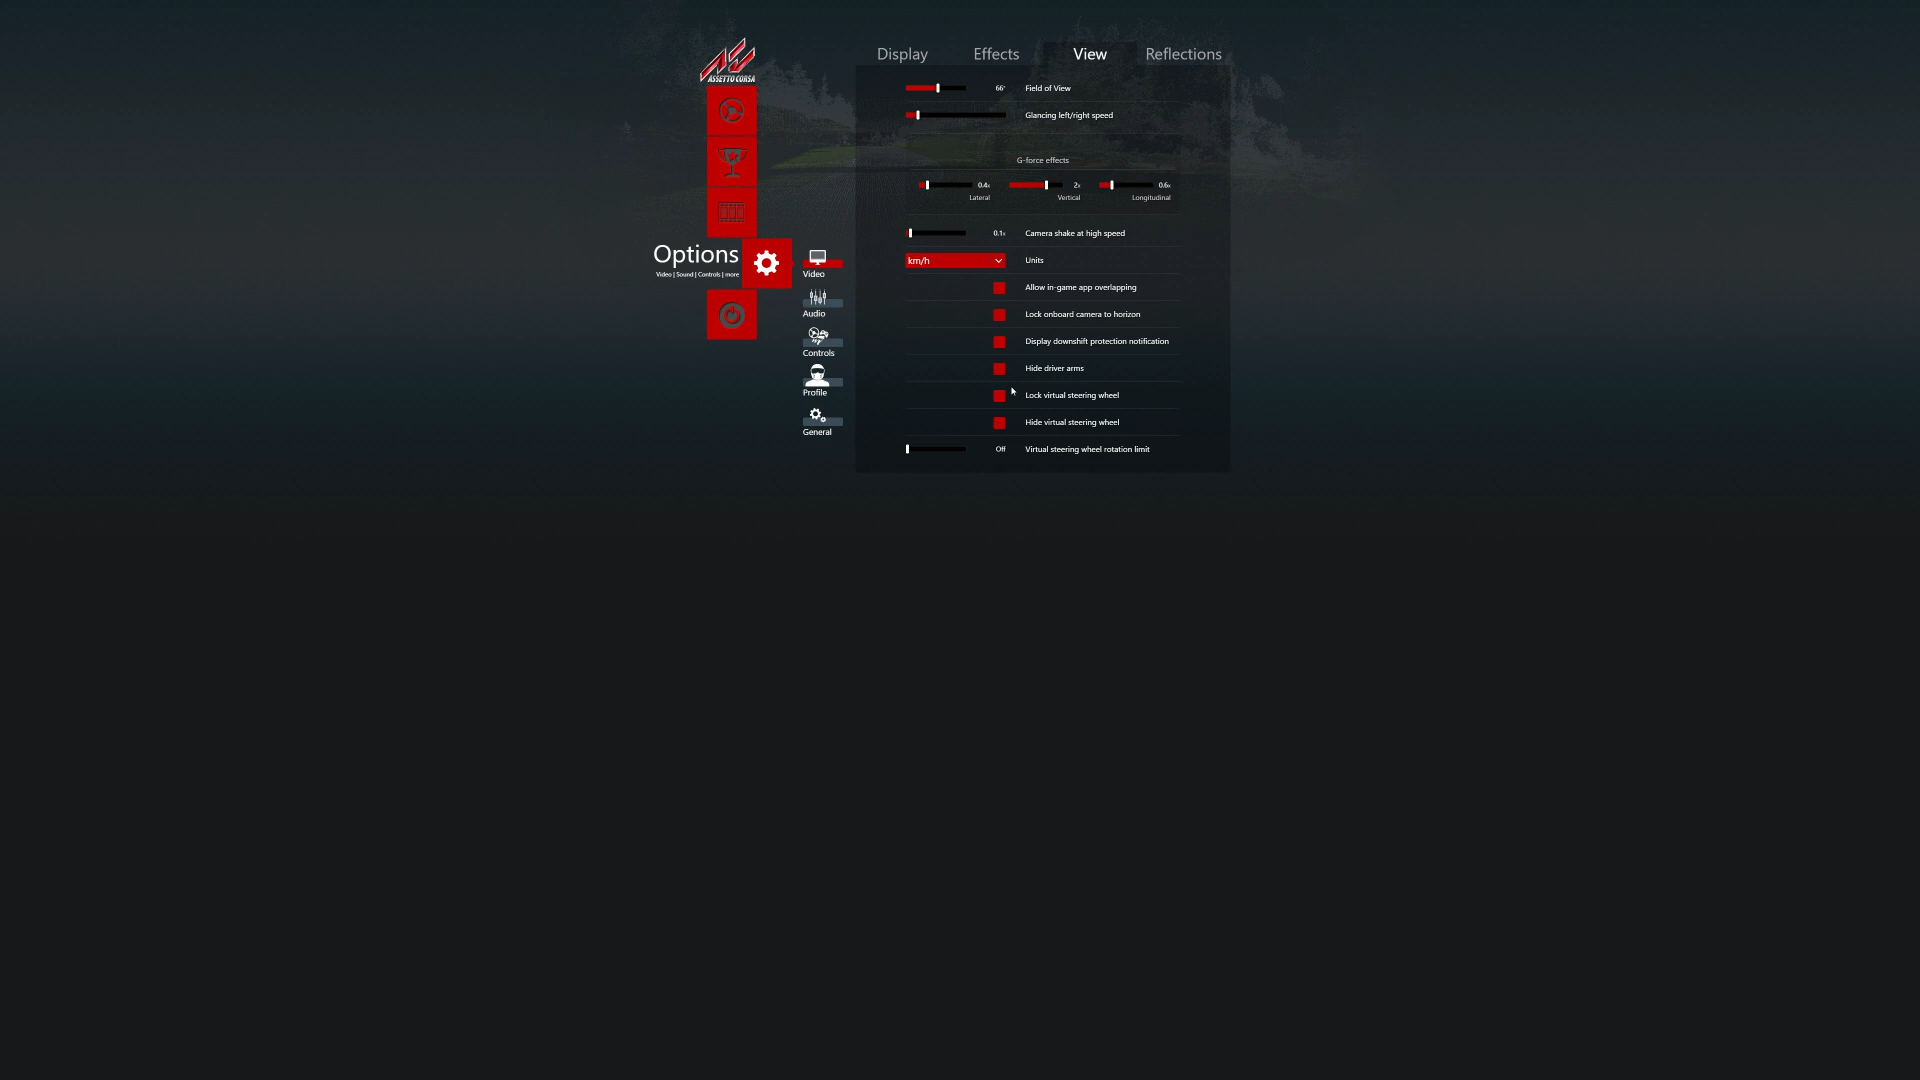 ASSETTO CORSA
Display
Effects
View
Reflections
66°
Field of View
Glancing left/right speed
G-force effects
0.4x
Lateral
2x
Vertical
0.6x
Longitudinal
0.1x
Camera shake at high speed
km/h
Units
Allow in-game app overlapping
Lock onboard camera to horizon
Display downshift protection notification
Hide driver arms
Lock virtual steering wheel
Hide virtual steering wheel
Off
Virtual steering wheel rotation limit
Options
Video | Sound | Controls | more
Video
Audio
Controls
Profile
General